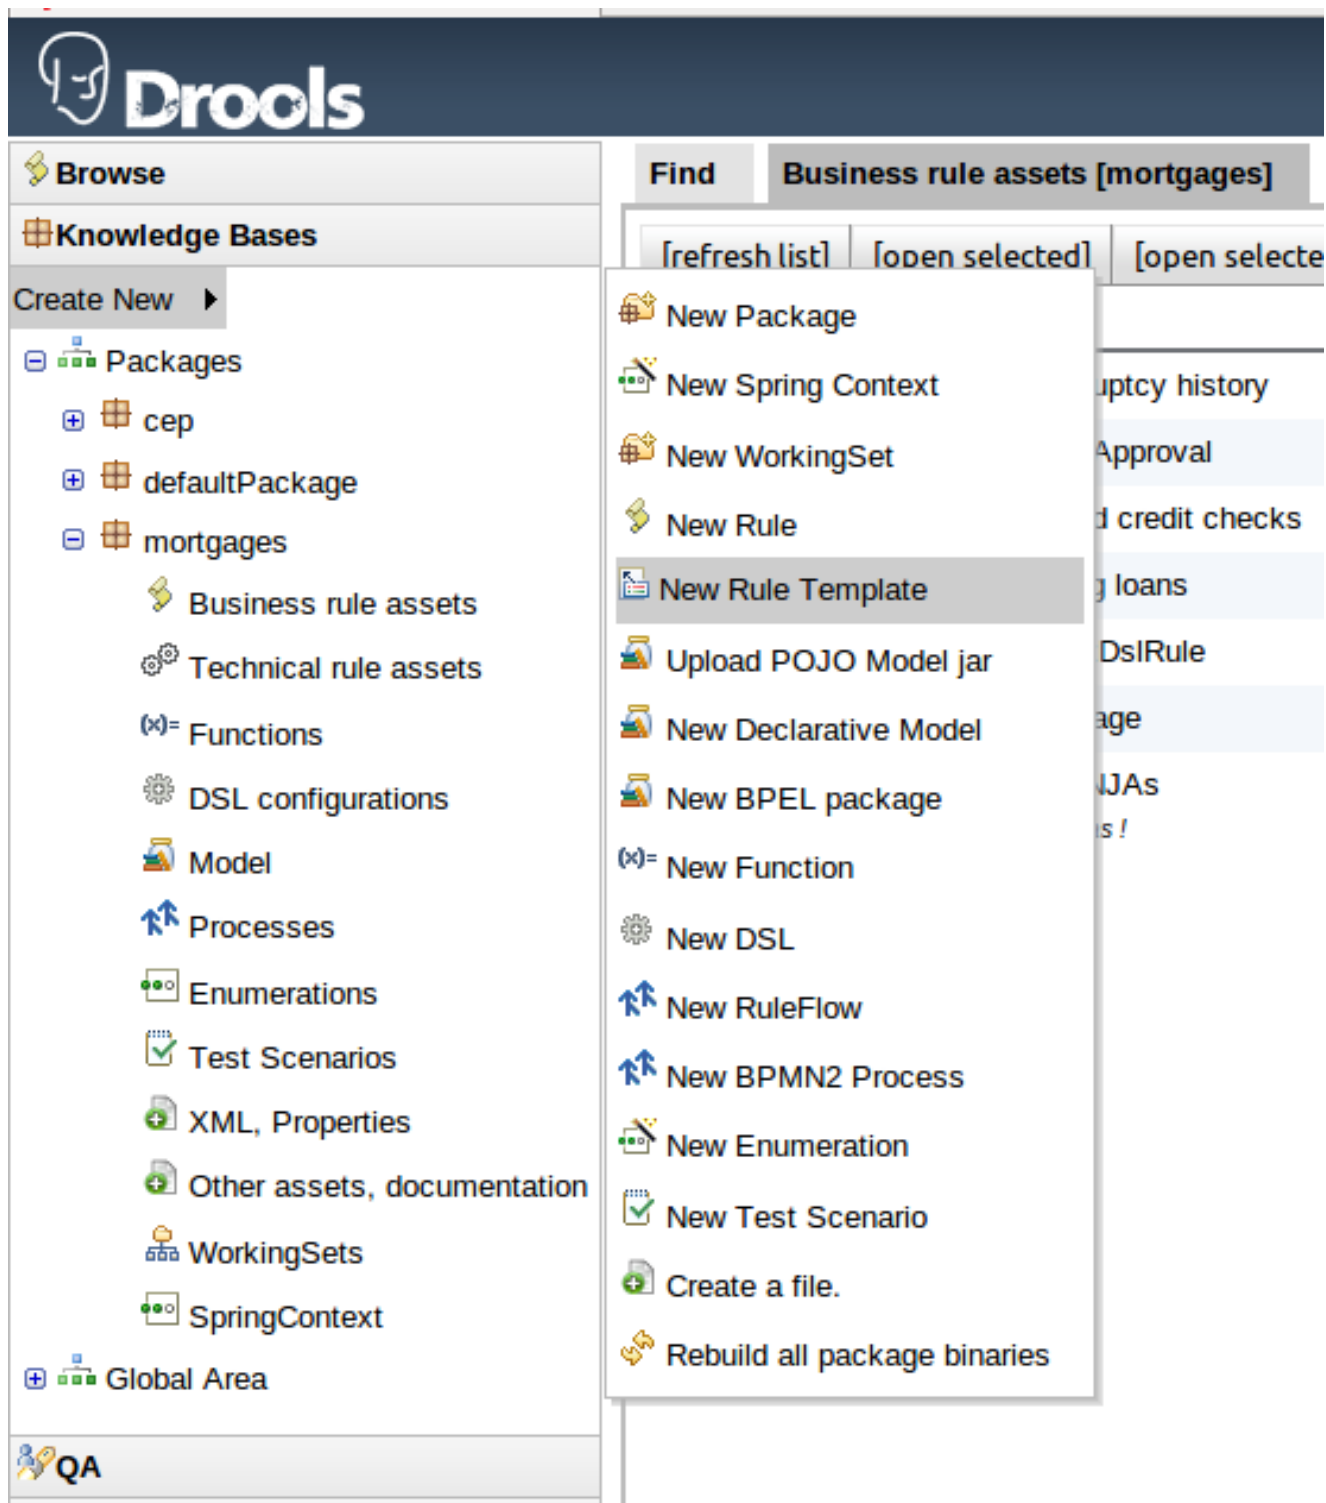 Drools
Browse
Knowledge Bases
Create New
Packages
cep
defaultPackage
mortgages
Business rule assets
Technical rule assets
(x)= Functions
DSL configurations
Model
Processes
Enumerations
Test Scenarios
XML, Properties
Other assets, documentation
WorkingSets
SpringContext
Global Area
QA
Find
Business rule assets [mortgages]
[refresh list]
[open selected]
[open selecte
New Package
New Spring Context
New WorkingSet
New Rule
New Rule Template
Upload POJO Model jar
New Declarative Model
New BPEL package
(x)= New Function
New DSL
New RuleFlow
New BPMN2 Process
New Enumeration
New Test Scenario
Create a file.
Rebuild all package binaries
history
Approval
credit checks
loans
DslRule